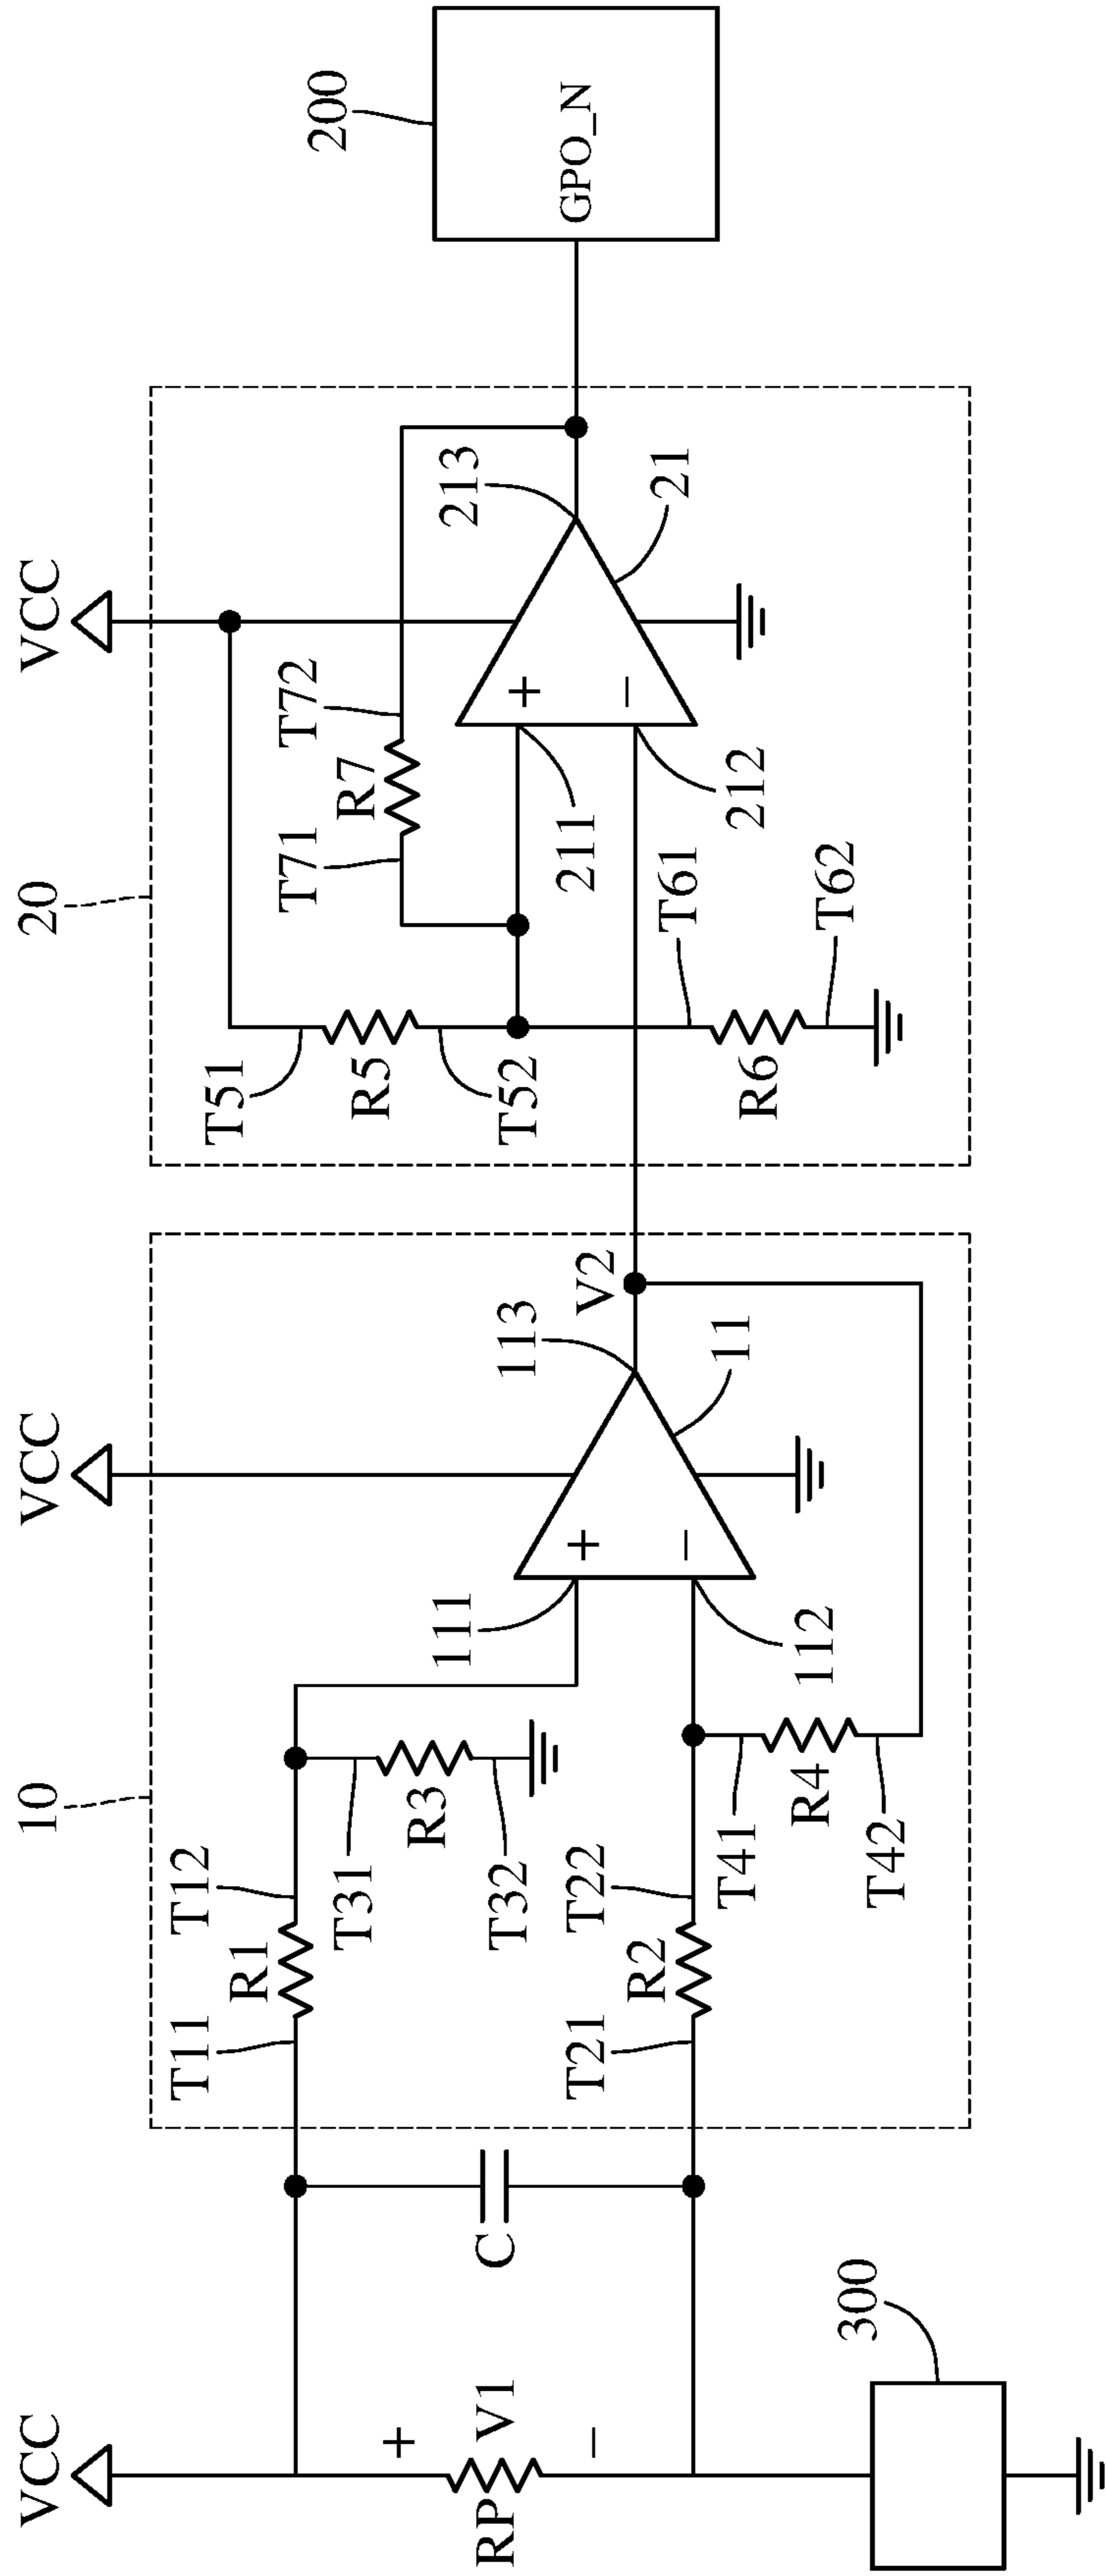 VCC
VCC
VCC
10
20
200
GPO_N
T11
R1
T12
T31
R3
T32
111
+
−
113
V2
11
112
T21
R2
T22
T41
R4
T42
C
+
RP
V1
−
300
T51
R5
T52
T71
R7
T72
213
+
−
21
211
212
T61
R6
T62